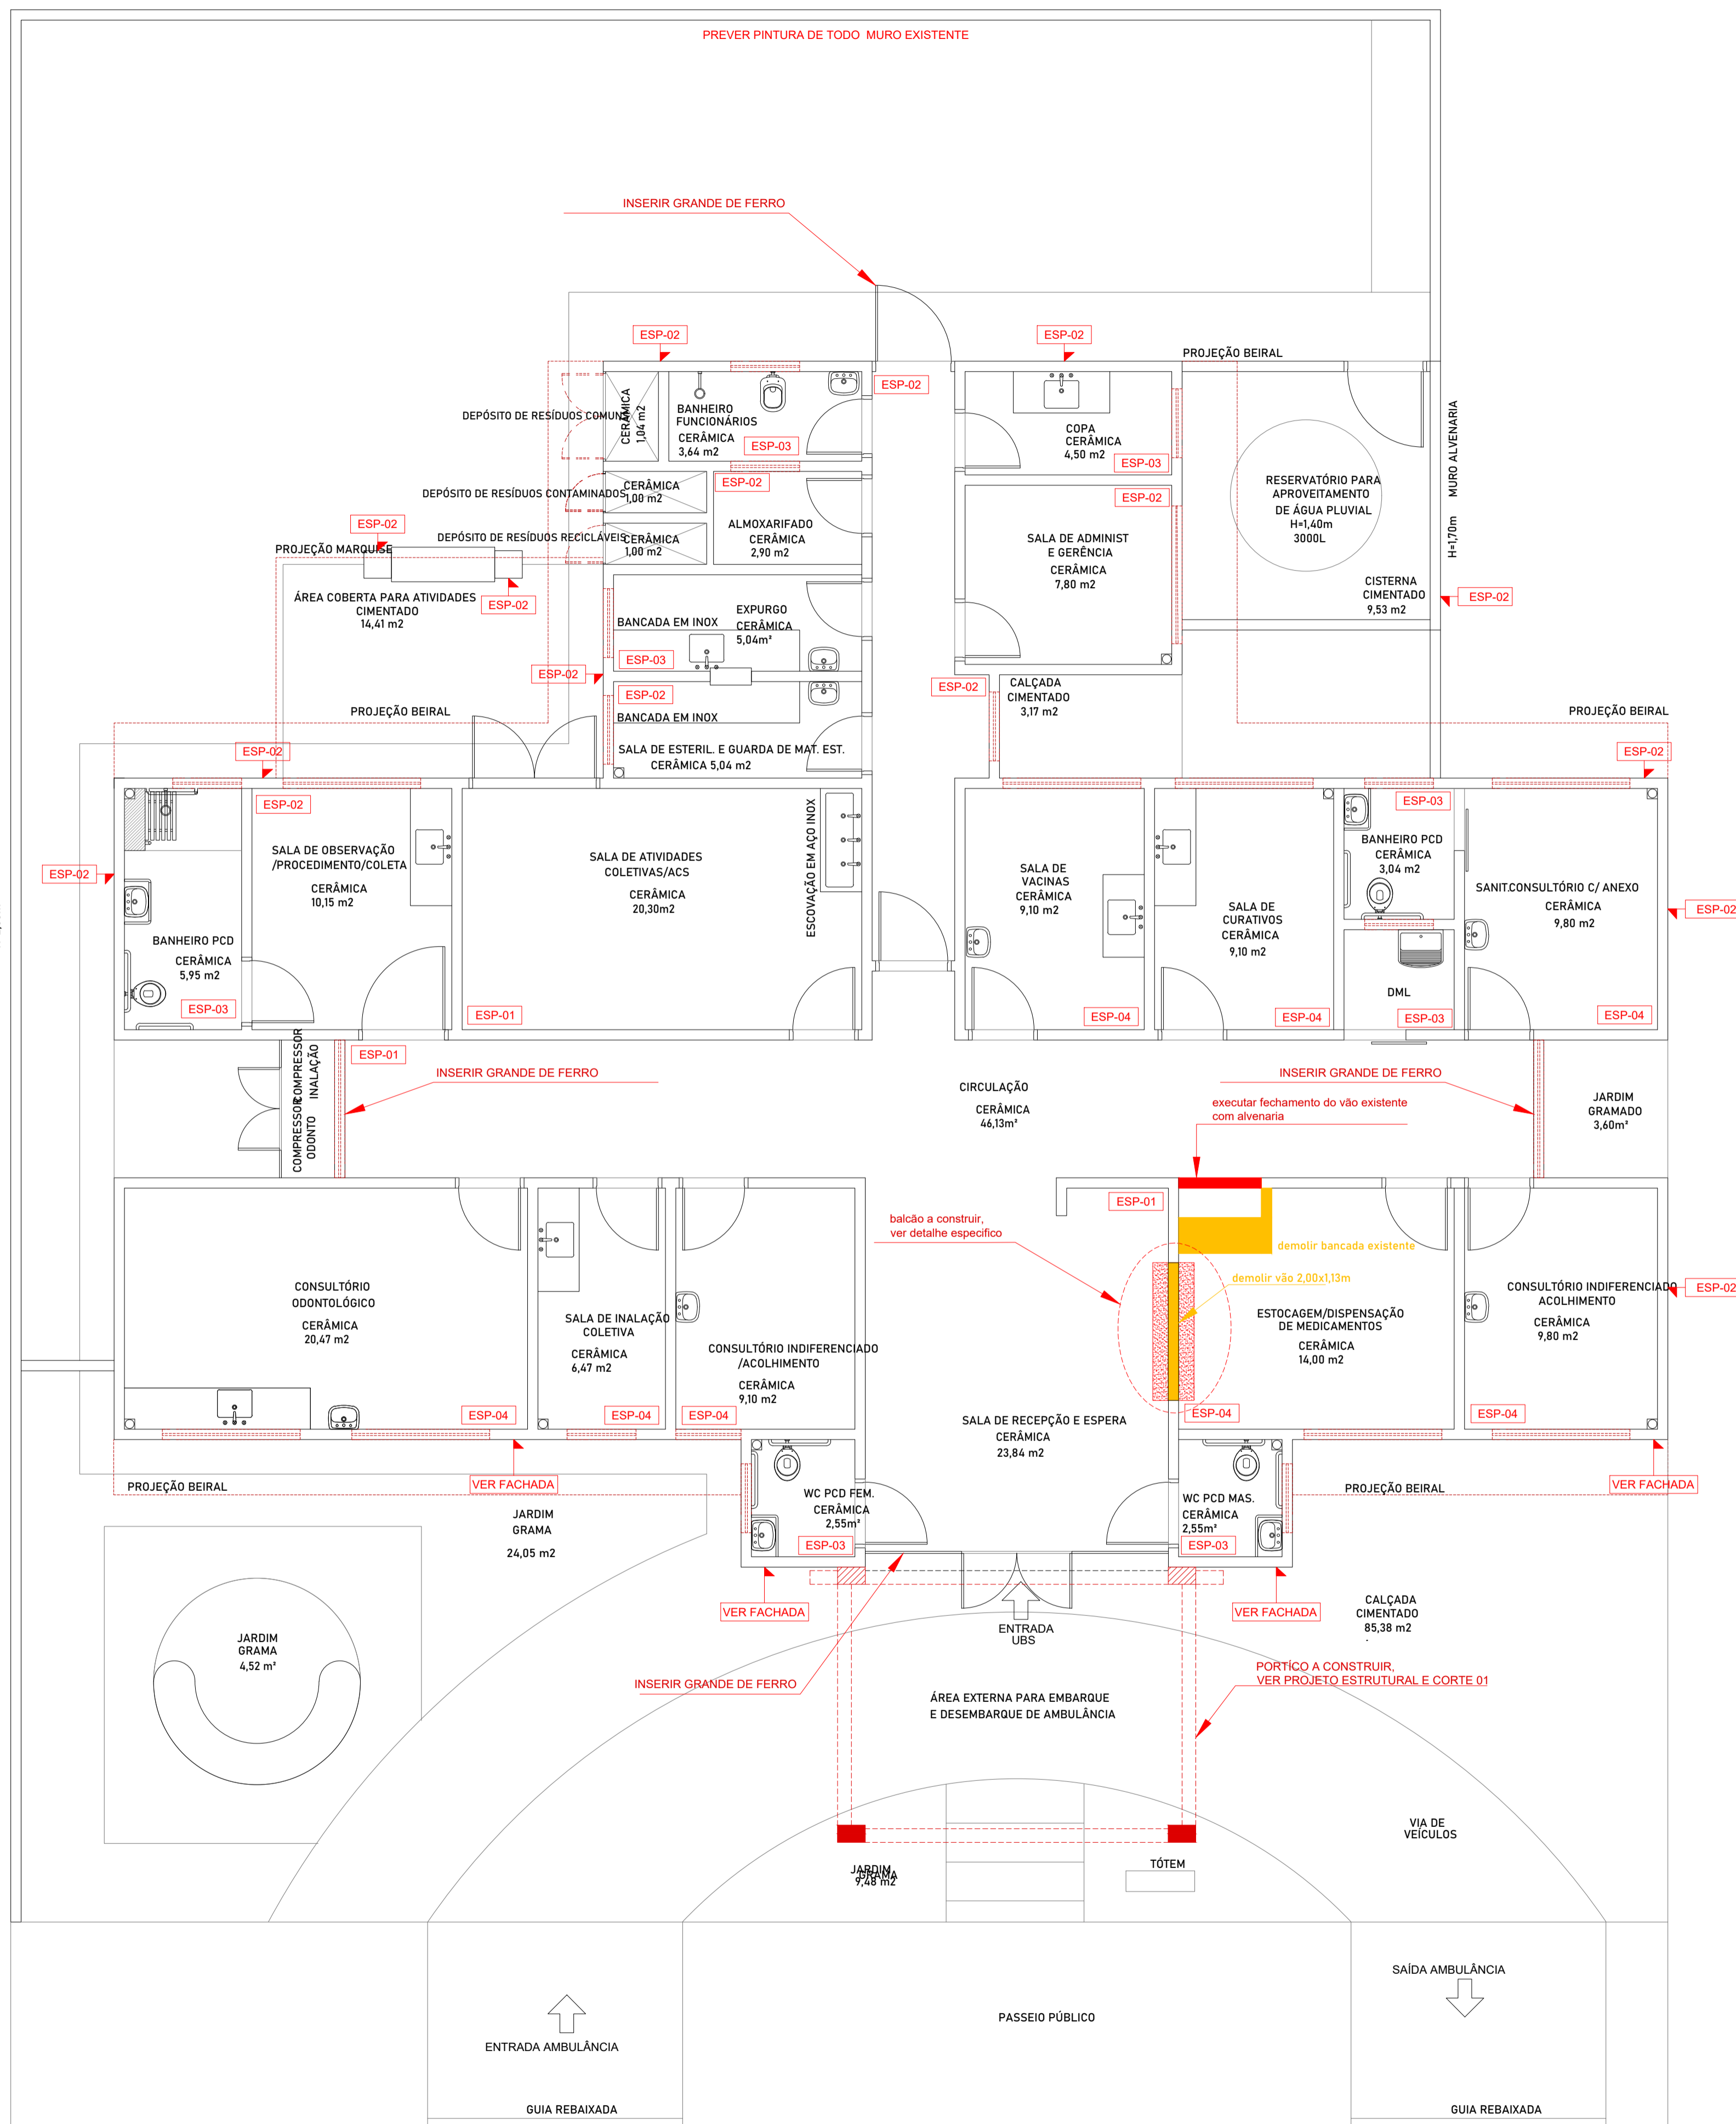 PREVER PINTURA DE TODO MURO EXISTENTE
INSERIR GRANDE DE FERRO
ESP-02
ESP-02
PROJEÇÃO BEIRAL
ESP-02
DEPÓSITO DE RESÍDUOS COMUNS
CERÂMICA
1,04 m2
BANHEIRO
FUNCIONÁRIOS
CERÂMICA
3,64 m2
ESP-03
COPA
CERÂMICA
4,50 m2
ESP-03
MURO ALVENARIA
H=1,70m
DEPÓSITO DE RESÍDUOS CONTAMINADOS
CERÂMICA
1,00 m2
ESP-02
ESP-02
RESERVATÓRIO PARA
APROVEITAMENTO
DE ÁGUA PLUVIAL
H=1,40m
3000L
ESP-02
DEPÓSITO DE RESÍDUOS RECICLÁVEIS
CERÂMICA
1,00 m2
ALMOXARIFADO
CERÂMICA
2,90 m2
SALA DE ADMINIST
E GERÊNCIA
CERÂMICA
7,80 m2
PROJEÇÃO MARQUISE
ÁREA COBERTA PARA ATIVIDADES
CIMENTADO
14,41 m2
ESP-02
CISTERNA
CIMENTADO
9,53 m2
ESP-02
EXPURGO
CERÂMICA
5,04m²
BANCADA EM INOX
ESP-03
ESP-02
ESP-02
ESP-02
CALÇADA
CIMENTADO
3,17 m2
PROJEÇÃO BEIRAL
BANCADA EM INOX
PROJEÇÃO BEIRAL
SALA DE ESTERIL. E GUARDA DE MAT. EST.
CERÂMICA 5,04 m2
ESP-02
ESP-02
ESP-02
ESP-02
SALA DE OBSERVAÇÃO
/PROCEDIMENTO/COLETA
CERÂMICA
10,15 m2
SALA DE ATIVIDADES
COLETIVAS/ACS
CERÂMICA
20,30m2
ESCOVAÇÃO EM AÇO INOX
SALA DE
VACINAS
CERÂMICA
9,10 m2
SALA DE
CURATIVOS
CERÂMICA
9,10 m2
ESP-03
BANHEIRO PCD
CERÂMICA
3,04 m2
SANIT.CONSULTÓRIO C/ ANEXO
CERÂMICA
9,80 m2
ESP-02
BANHEIRO PCD
CERÂMICA
5,95 m2
ESP-03
ESP-01
ESP-04
ESP-04
DML
ESP-03
ESP-04
COMPRESSOR
INALAÇÃO
COMPRESSOR
ODONTO
ESP-01
INSERIR GRANDE DE FERRO
CIRCULAÇÃO
CERÂMICA
46,13m²
INSERIR GRANDE DE FERRO
executar fechamento do vão existente
com alvenaria
JARDIM
GRAMADO
3,60m²
ESP-01
balcão a construir,
ver detalhe especifico
demolir bancada existente
demolir vão 2,00x1,13m
CONSULTÓRIO
ODONTOLÓGICO
CERÂMICA
20,47 m2
ESP-04
SALA DE INALAÇÃO
COLETIVA
CERÂMICA
6,47 m2
ESP-04
CONSULTÓRIO INDIFERENCIADO
/ACOLHIMENTO
CERÂMICA
9,10 m2
ESP-04
ESTOCAGEM/DISPENSAÇÃO
DE MEDICAMENTOS
CERÂMICA
14,00 m2
ESP-04
CONSULTÓRIO INDIFERENCIADO
ACOLHIMENTO
CERÂMICA
9,80 m2
ESP-04
ESP-02
SALA DE RECEPÇÃO E ESPERA
CERÂMICA
23,84 m2
PROJEÇÃO BEIRAL
VER FACHADA
WC PCD FEM.
CERÂMICA
2,55m²
ESP-03
WC PCD MAS.
CERÂMICA
2,55m²
ESP-03
PROJEÇÃO BEIRAL
VER FACHADA
JARDIM
GRAMA
24,05 m2
VER FACHADA
VER FACHADA
CALÇADA
CIMENTADO
85,38 m2
ENTRADA
UBS
JARDIM
GRAMA
4,52 m²
INSERIR GRANDE DE FERRO
PORTÍCO A CONSTRUIR,
VER PROJETO ESTRUTURAL E CORTE 01
ÁREA EXTERNA PARA EMBARQUE
E DESEMBARQUE DE AMBULÂNCIA
VIA DE
VEÍCULOS
JARDIM
GRAMA
9,48 m2
TÓTEM
ENTRADA AMBULÂNCIA
PASSEIO PÚBLICO
SAÍDA AMBULÂNCIA
GUIA REBAIXADA
GUIA REBAIXADA